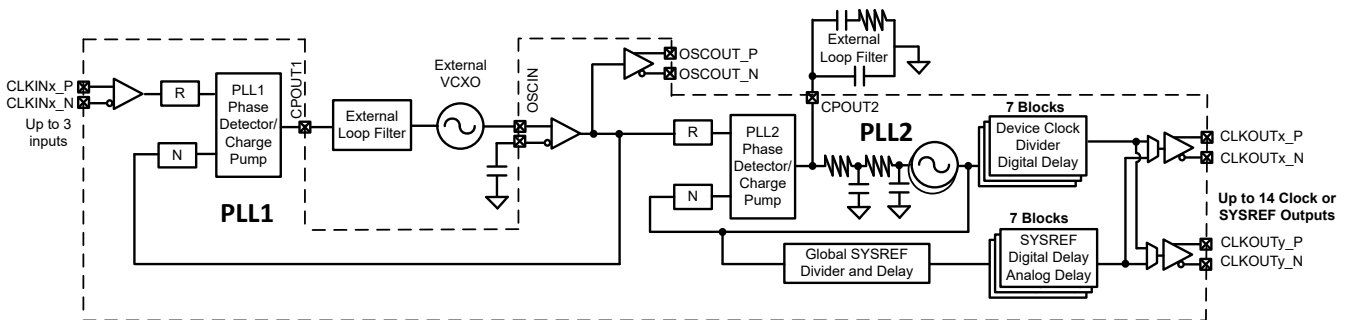 CLKINx_P
CLKINx_N
Up to 3
inputs
R
N
PLL1
Phase
Detector/
Charge
Pump
PLL1
CPOUT1
External
Loop Filter
External
VCXO
OSCIN
OSCOUT_P
OSCOUT_N
R
N
PLL2
Phase
Detector/
Charge
Pump
External
Loop Filter
CPOUT2
PLL2
7 Blocks
Device Clock
Divider
Digital Delay
Global SYSREF
Divider and Delay
7 Blocks
SYSREF
Digital Delay
Analog Delay
CLKOUTx_P
CLKOUTx_N
Up to 14 Clock or
SYSREF Outputs
CLKOUTy_P
CLKOUTy_N